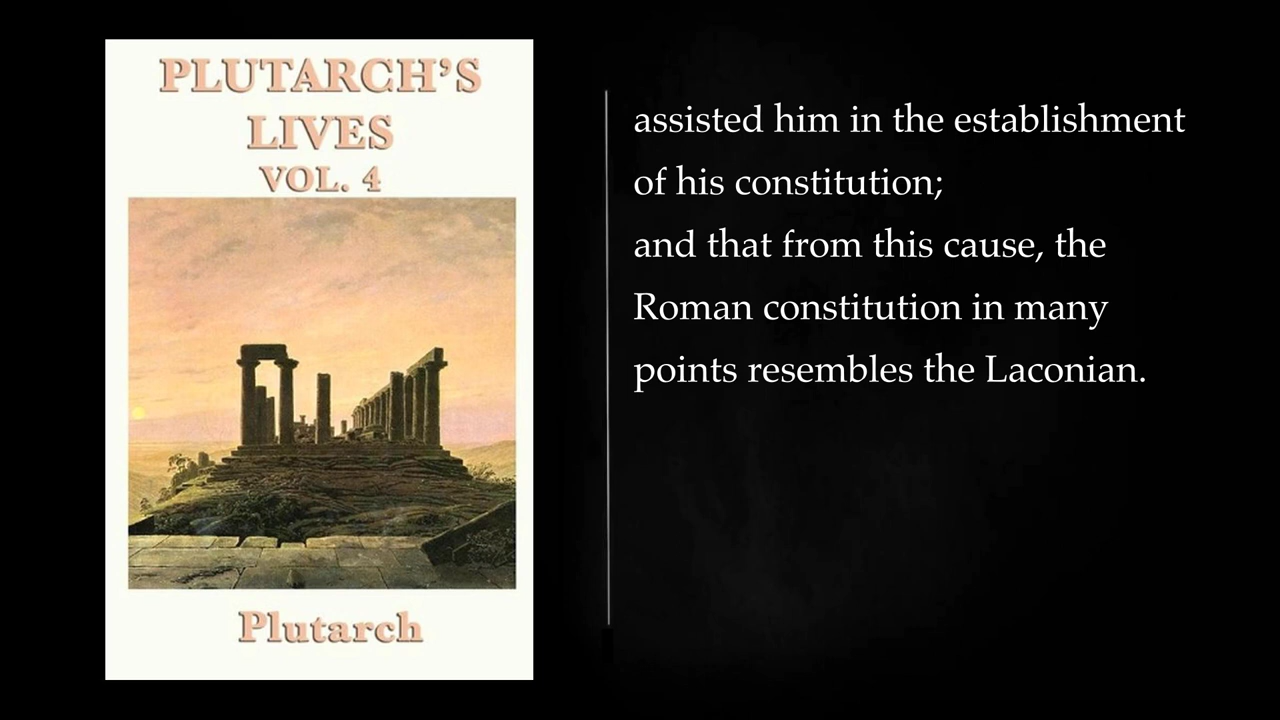 PLUTARCH'S
LIVES
VOL. 4
Plutarch
assisted him in the establishment
of his constitution;
and that from this cause, the
Roman constitution in many
points resembles the Laconian.